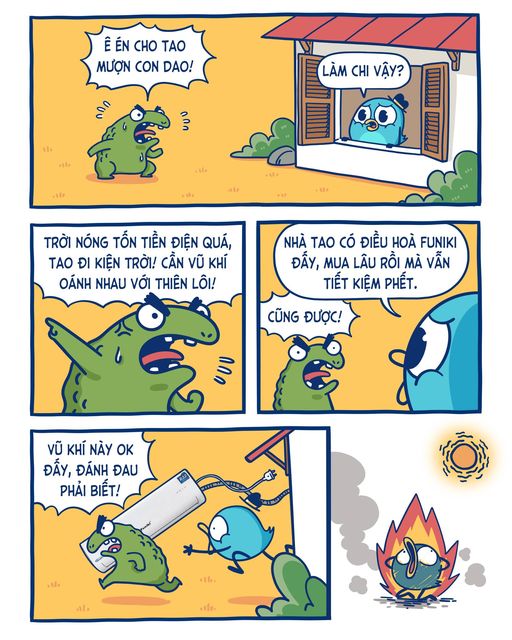 Ê ÉN CHO TAO
MƯỢN CON DAO!
LÀM CHI VẬY?
TRỜI NÓNG TỐN TIỀN ĐIỆN QUÁ,
TAO ĐI KIỆN TRỜI! CẦN VŨ KHÍ
OÁNH NHAU VỚI THIÊN LÔI!
NHÀ TAO CÓ ĐIỀU HOÀ FUNIKI
ĐẤY, MUA LÂU RỒI MÀ VẪN
TIẾT KIỆM PHẾT.
CŨNG ĐƯỢC!
VŨ KHÍ NÀY OK
ĐẤY, ĐÁNH ĐAU
PHẢI BIẾT!